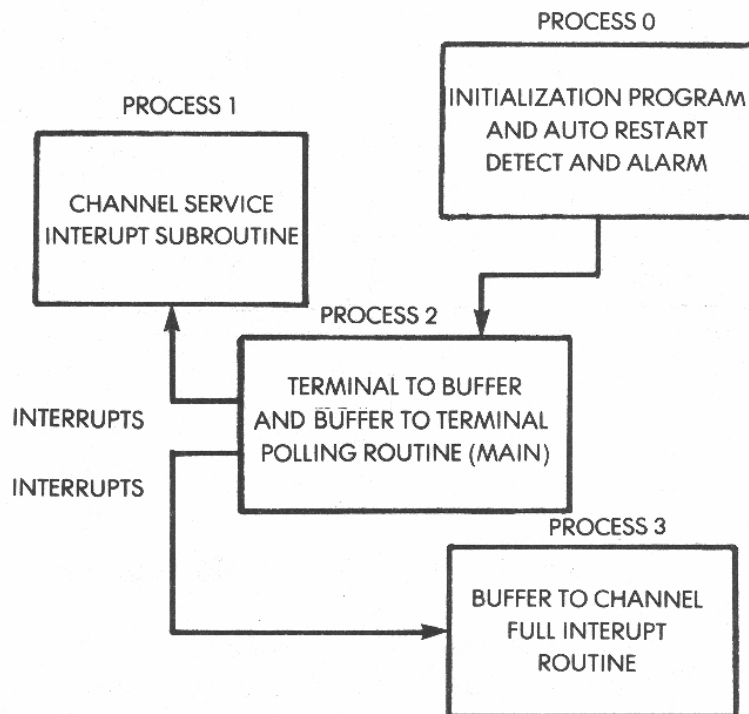 PROCESS 0
INITIALIZATION PROGRAM
AND AUTO RESTART
DETECT AND ALARM
PROCESS 1
CHANNEL SERVICE
INTERUPT SUBROUTINE
PROCESS 2
TERMINAL TO BUFFER
AND BUFFER TO TERMINAL
POLLING ROUTINE (MAIN)
INTERRUPTS
INTERRUPTS
PROCESS 3
BUFFER TO CHANNEL
FULL INTERUPT
ROUTINE